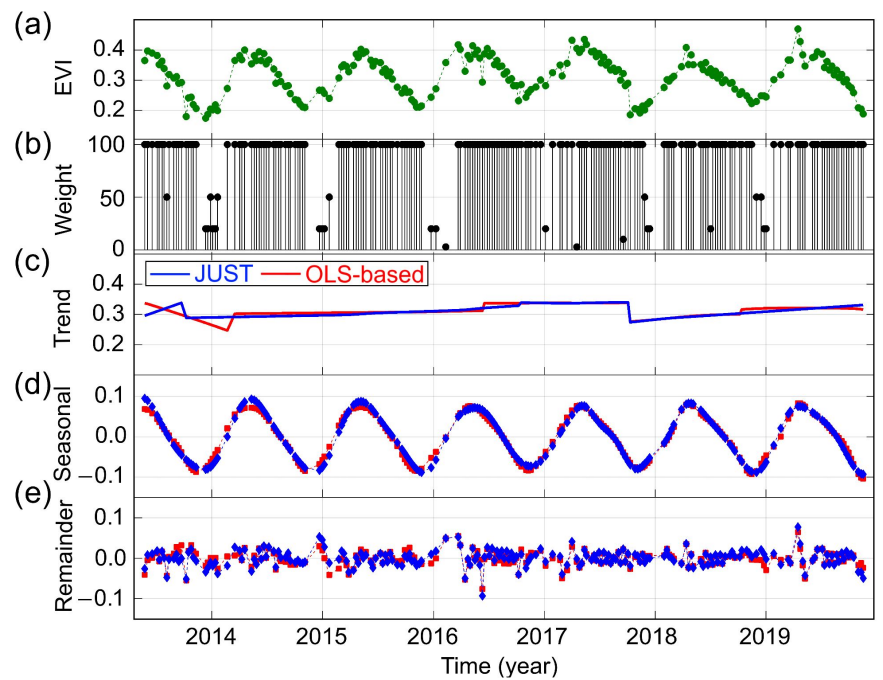 (a)
EVI
0.4
0.3
0.2
(b)
Weight
100
50
0
(c)
Trend
0.4
0.3
0.2
JUST OLS-based
(d)
Seasonal
0.1
0.0
−0.1
(e)
Remainder
0.1
0.0
−0.1
2014 2015 2016 2017 2018 2019
Time (year)